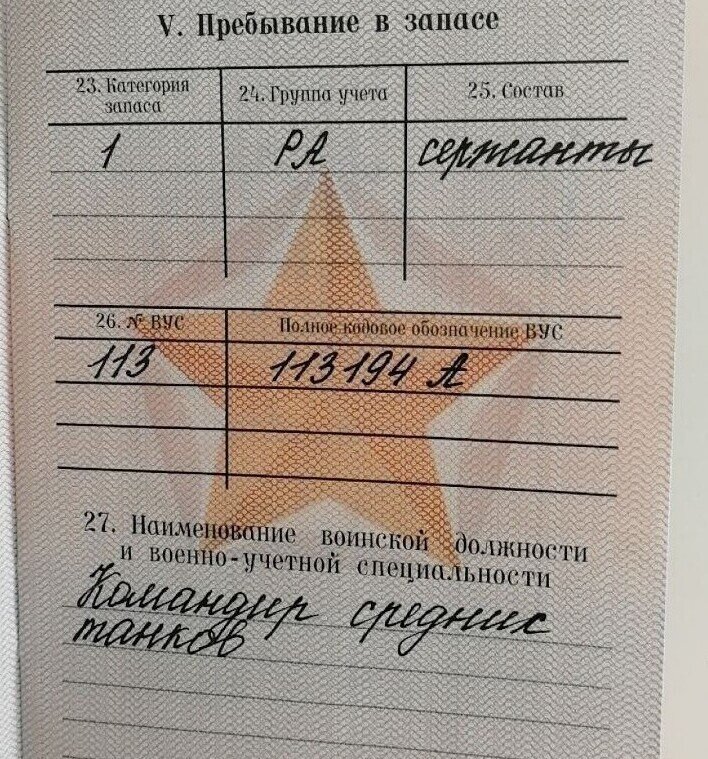 V. Пребывание в запасе
23. Категория запаса
24. Группа учета
25. Состав
1
РА
сержанты
26. № ВУС
Полное кодовое обозначение ВУС
113
113194 А
27. Наименование воинской должности
и военно-учетной специальности
Командир средних
танков